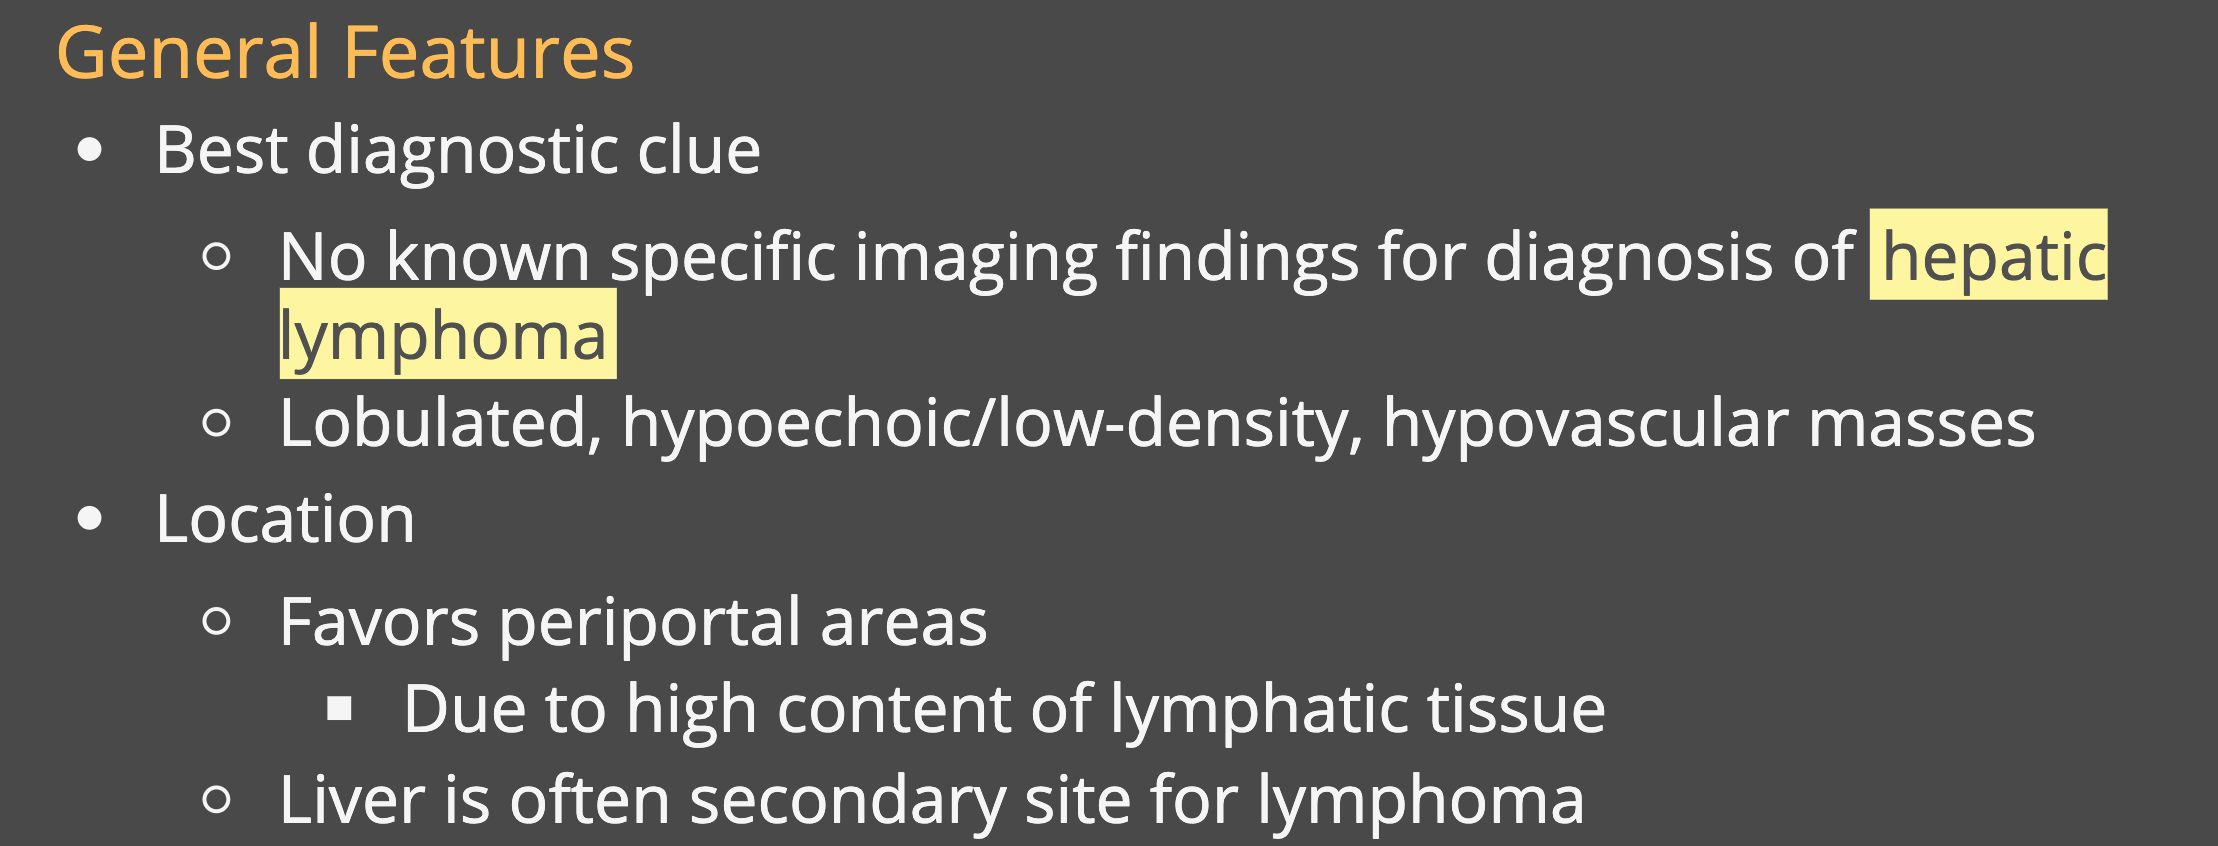 General Features
• Best diagnostic clue
○ No known specific imaging findings for diagnosis of hepatic
lymphoma
○ Lobulated, hypoechoic/low-density, hypovascular masses
• Location
○ Favors periportal areas
▪ Due to high content of lymphatic tissue
○ Liver is often secondary site for lymphoma